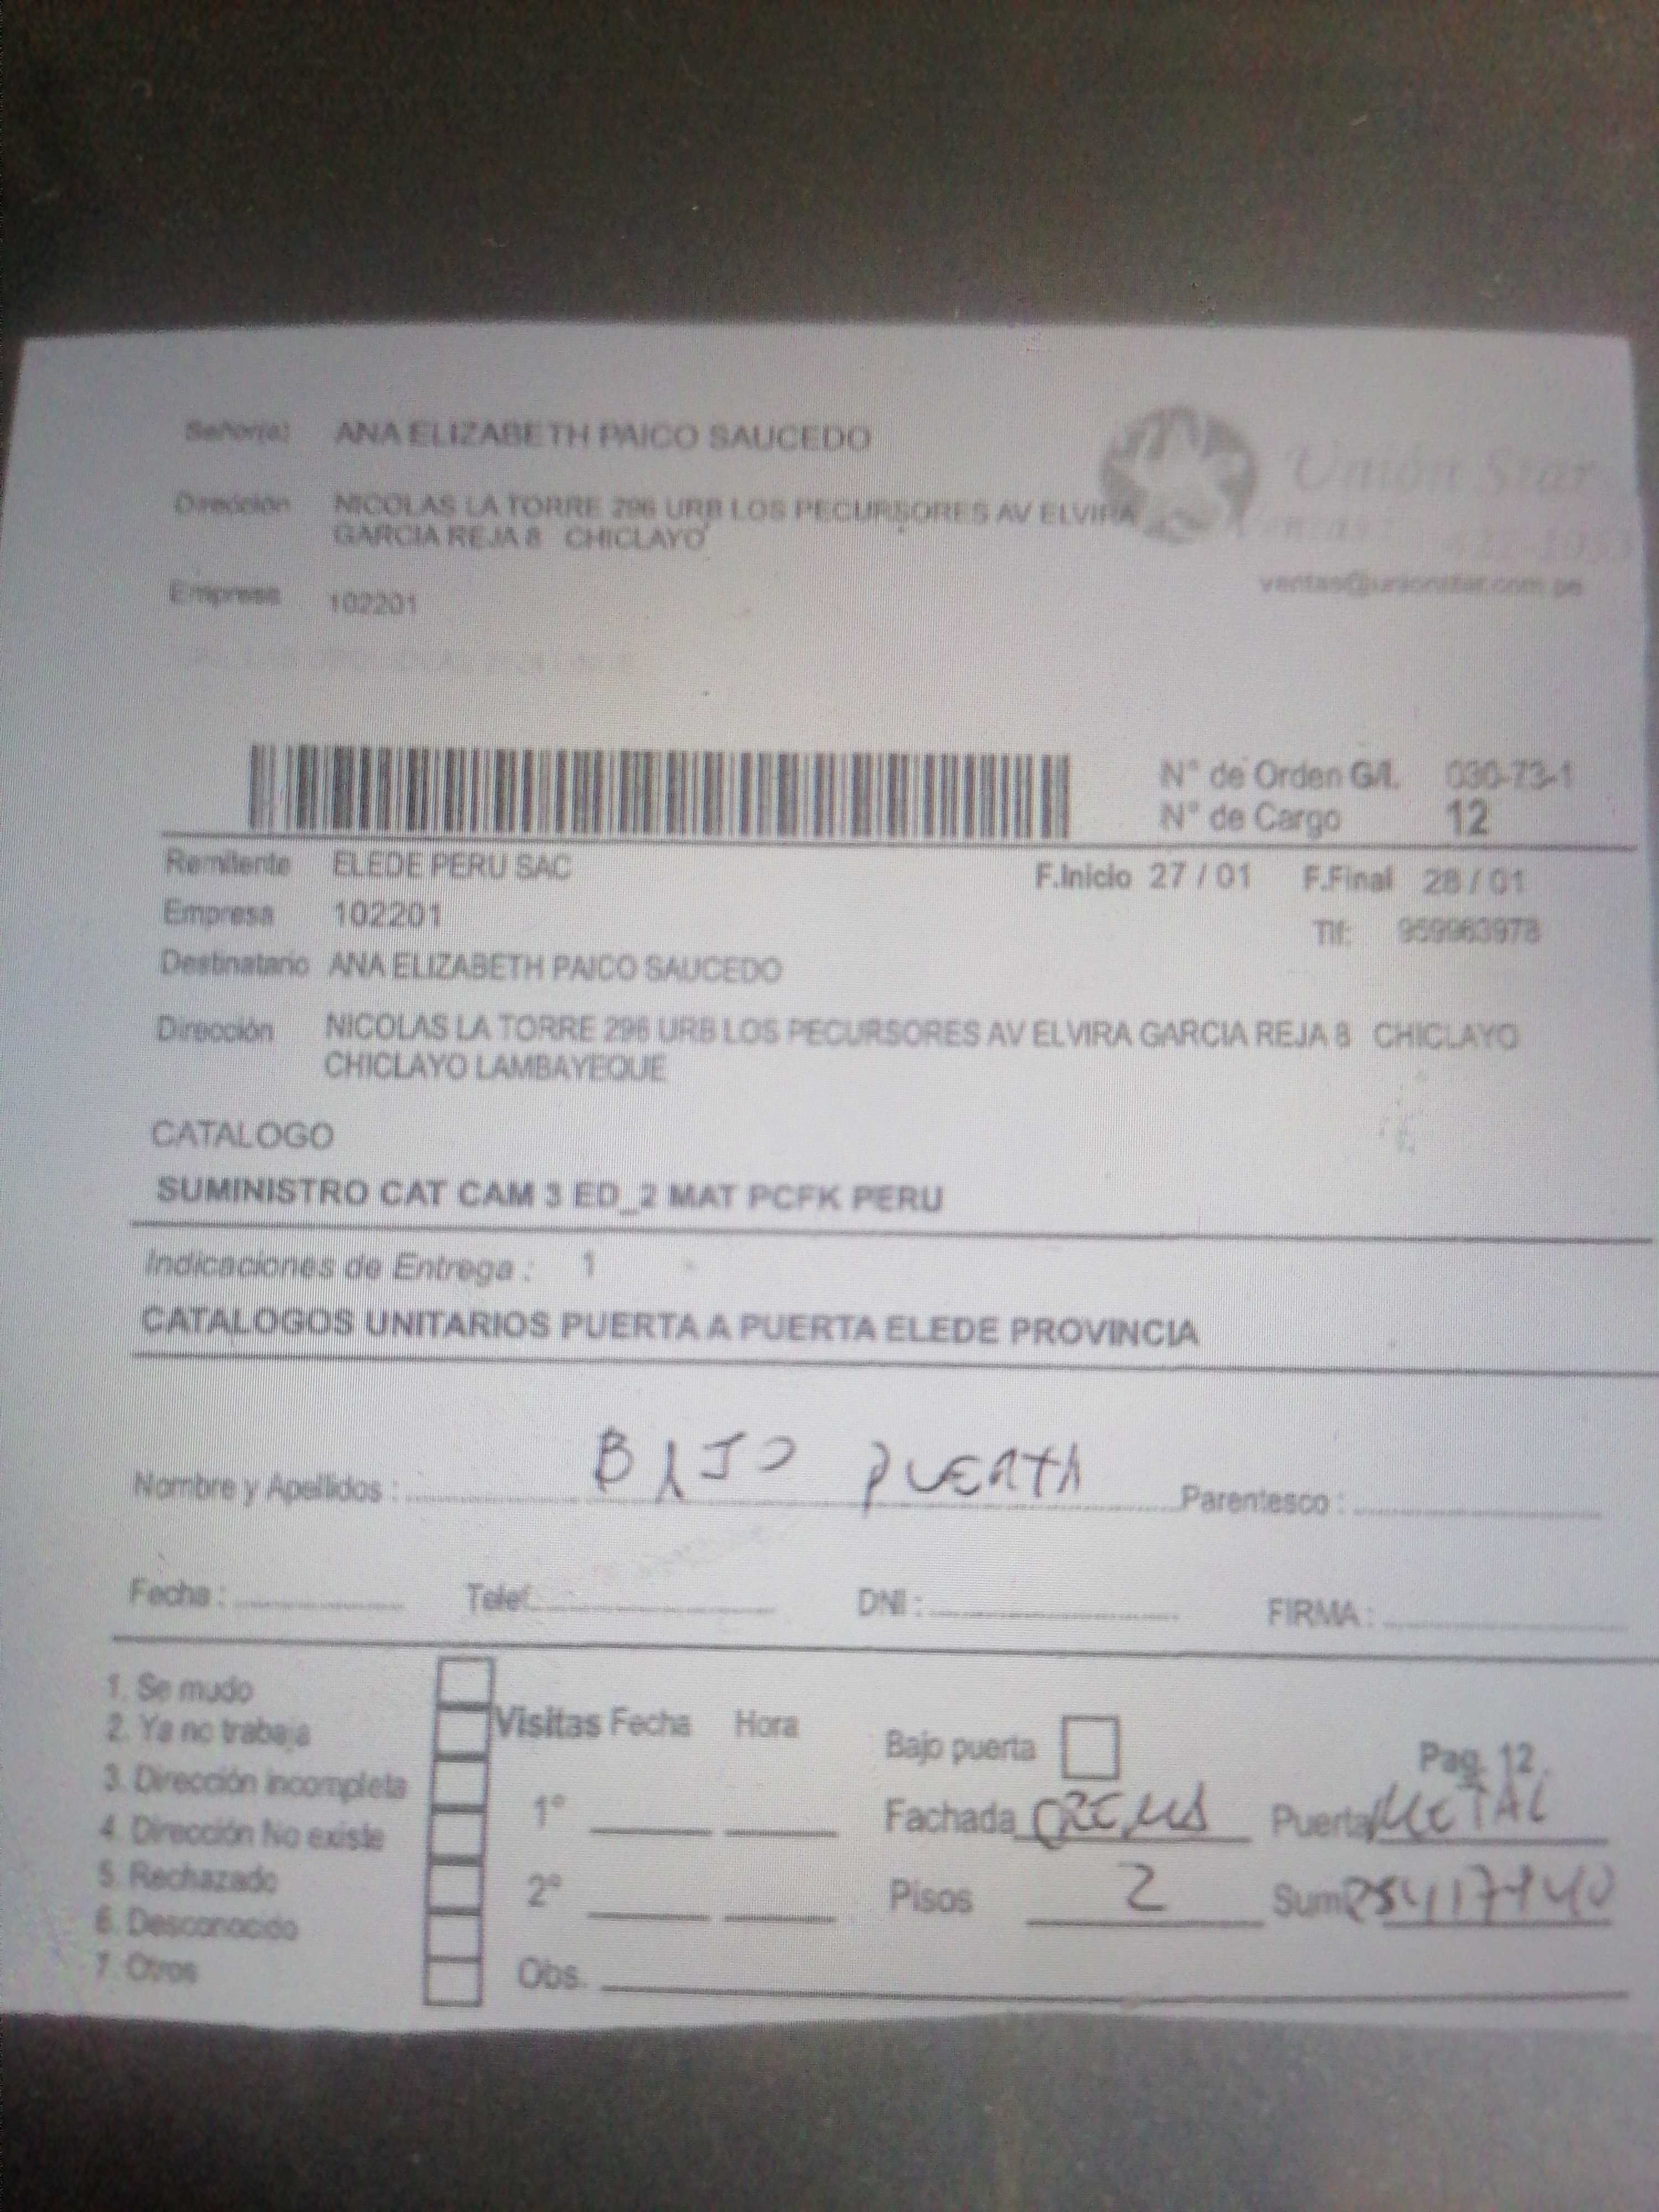 Señor(a) ANA ELIZABETH PAICO SAUCEDO
Unión Star
Dirección NICOLAS LA TORRE 296 URB LOS PECURSORES AV ELVIRA
GARCIA REJA 8 CHICLAYO
ventas@unionstar.com.pe
Empresa 102201
N° de Orden G/I. 030-73-1
N° de Cargo 12
Remitente ELEDE PERU SAC F.Inicio 27 / 01 F.Final 28 / 01
Empresa 102201 Tlf: 959963978
Destinatario ANA ELIZABETH PAICO SAUCEDO
Dirección NICOLAS LA TORRE 296 URB LOS PECURSORES AV ELVIRA GARCIA REJA 8 CHICLAYO
CHICLAYO LAMBAYEQUE
CATALOGO
SUMINISTRO CAT CAM 3 ED_2 MAT PCFK PERU
Indicaciones de Entrega : 1
CATALOGOS UNITARIOS PUERTA A PUERTA ELEDE PROVINCIA
Nombre y Apellidos : BAJO PUERTA Parentesco :
Fecha : Telef. DNI : FIRMA :
1. Se mudo
2. Ya no trabaja
3. Dirección incompleta
4. Dirección No existe
5. Rechazado
6. Desconocido
7. Otros
Visitas Fecha Hora
1°
2°
Obs.
Bajo puerta Pag. 12
Fachada CREMA Puerta METAL
Pisos 2 Sum